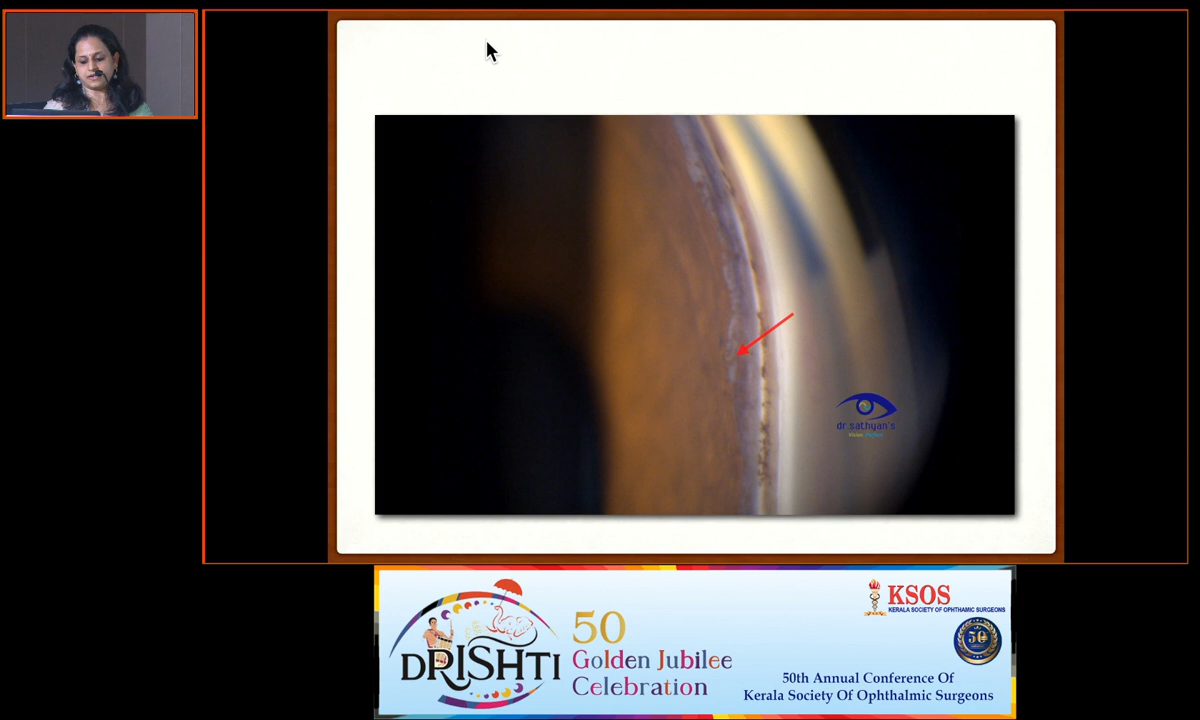 dr.sathyan's
DRISHTI
50
Golden Jubilee
Celebration
KSOS
KERALA SOCIETY OF OPHTHAMIC SURGEONS
50
50th Annual Conference Of
Kerala Society Of Ophthalmic Surgeons